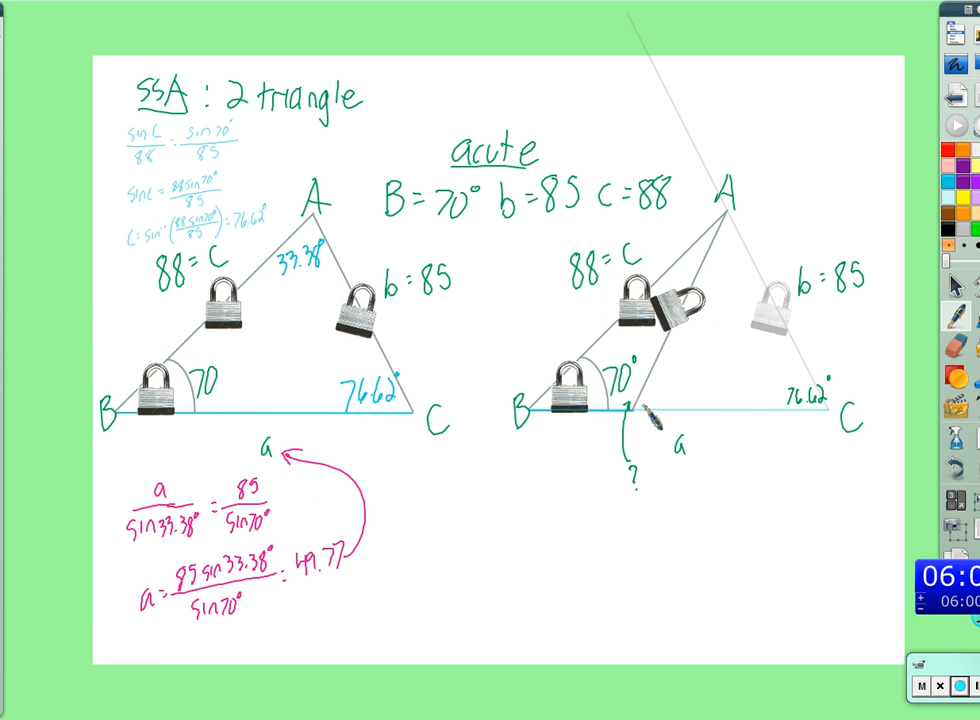 SSA : 2 triangle
sin C / 88 = sin 70° / 85
sin C = 88 sin 70° / 85
C = sin⁻¹ (88 sin 70° / 85) = 76.62°
acute
B = 70° b = 85 c = 88
A
88 = C
33.38°
b = 85
70
76.62°
B
C
a
a / sin 33.38° = 85 / sin 70°
a = 85 sin 33.38° / sin 70° = 49.77
A
88 = C
b = 85
70°
76.62°
B
C
a
?
06:0
06:00
M
x